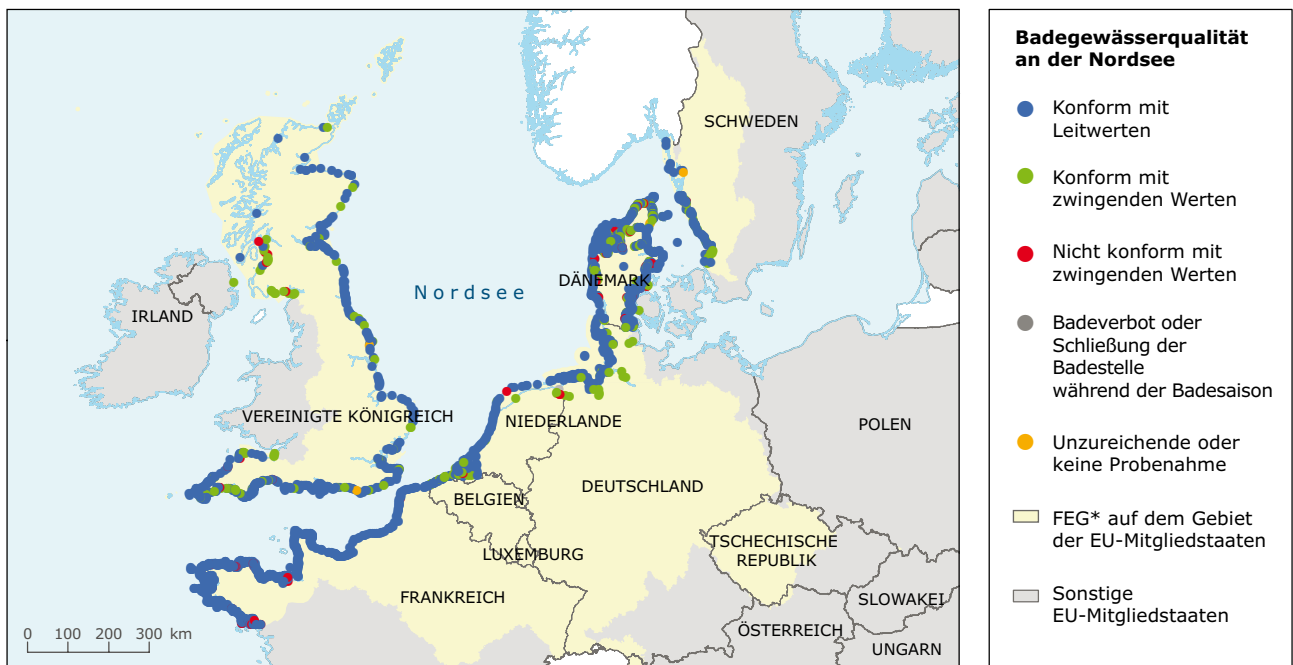 SCHWEDEN
Nordsee
DÄNEMARK
IRLAND
VEREINIGTE KÖNIGREICH
NIEDERLANDE
POLEN
BELGIEN
DEUTSCHLAND
LUXEMBURG
TSCHECHISCHE
REPUBLIK
FRANKREICH
SLOWAKEI
ÖSTERREICH
UNGARN
0 100 200 300 km
Badegewässerqualität
an der Nordsee
Konform mit
Leitwerten
Konform mit
zwingenden Werten
Nicht konform mit
zwingenden Werten
Badeverbot oder
Schließung der
Badestelle
während der Badesaison
Unzureichende oder
keine Probenahme
FEG* auf dem Gebiet
der EU-Mitgliedstaaten
Sonstige
EU-Mitgliedstaaten